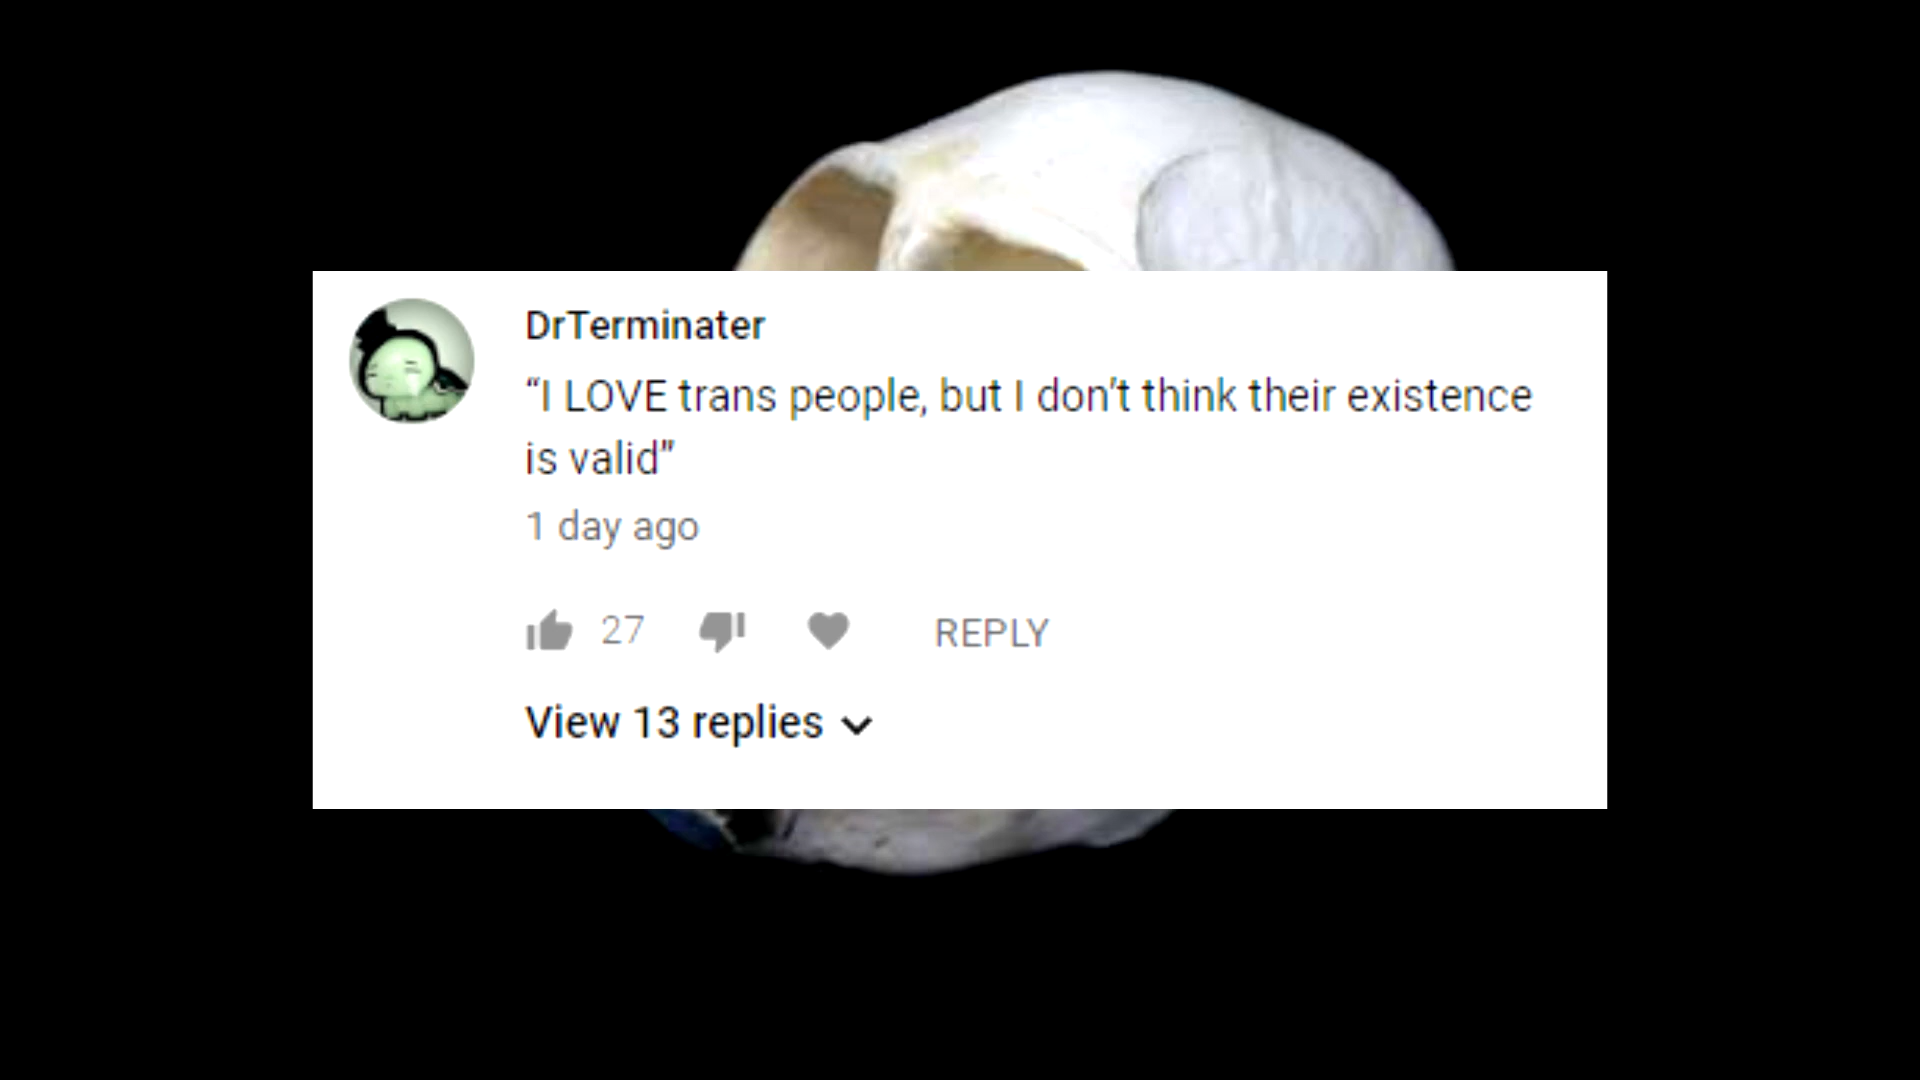 DrTerminater
“I LOVE trans people, but I don’t think their existence
is valid”
1 day ago
27
REPLY
View 13 replies